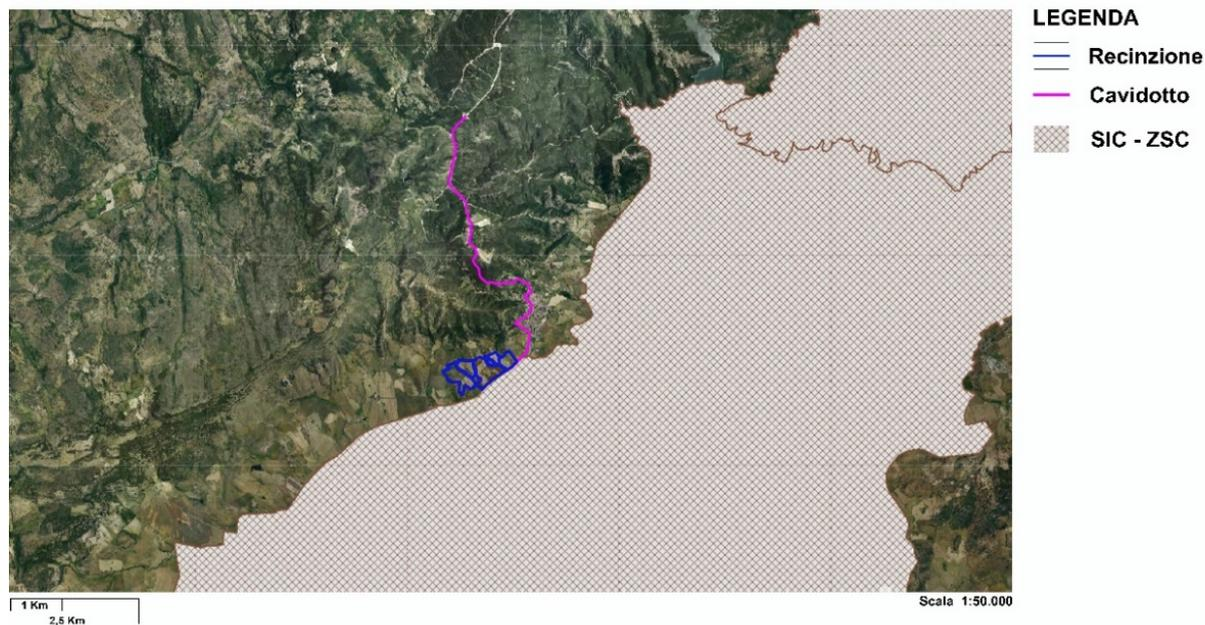 LEGENDA
Recinzione
Cavidotto
SIC - ZSC
1 Km
2,5 Km
Scala 1:50.000